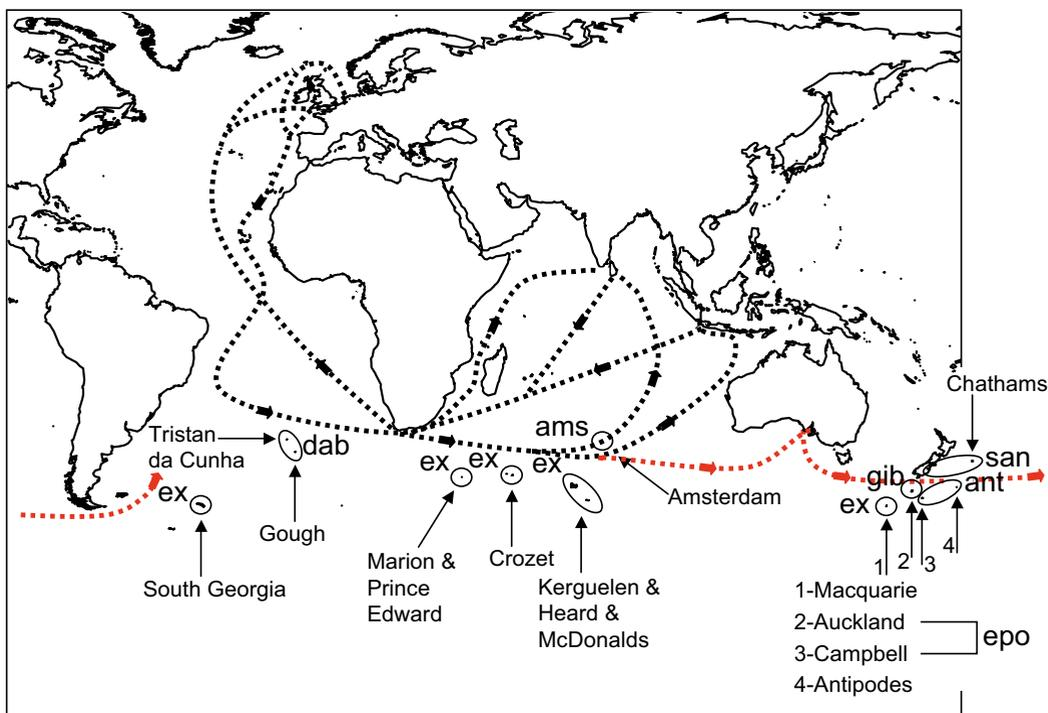 Chathams
Tristan
da Cunha
dab
ams
ex
ex
ex
ex
Amsterdam
san
gib
ant
ex
Gough
South Georgia
Marion &
Prince
Edward
Crozet
Kerguelen &
Heard &
McDonalds
1
2
3
4
1-Macquarie
2-Auckland
3-Campbell
4-Antipodes
epo